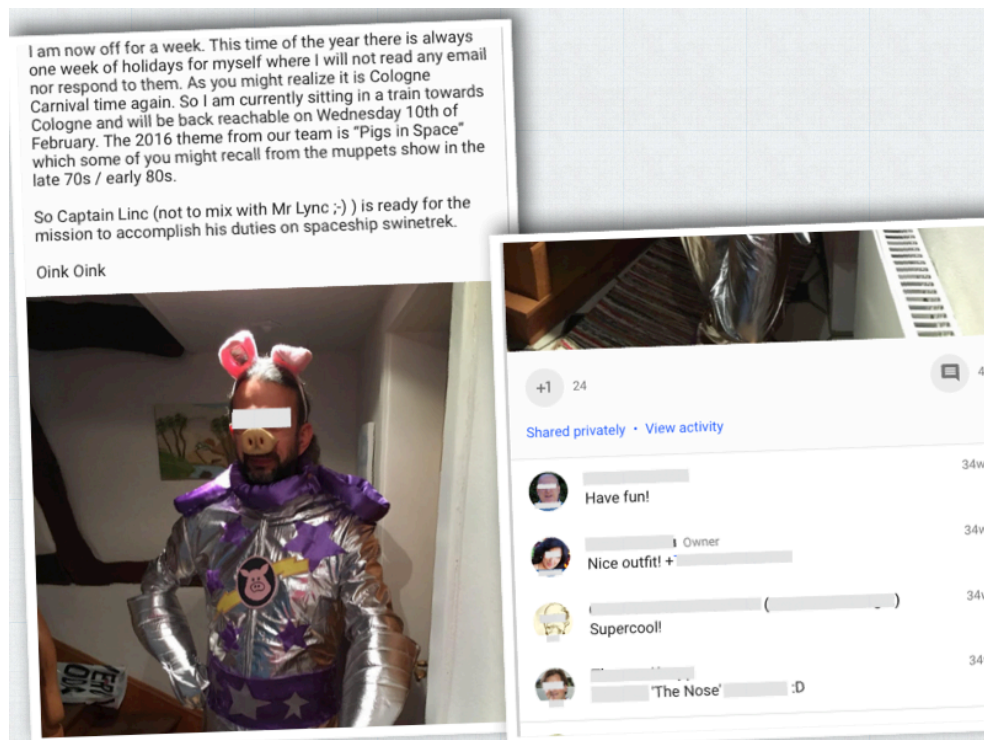 I am now off for a week. This time of the year there is always
one week of holidays for myself where I will not read any email
nor respond to them. As you might realize it is Cologne
Carnival time again. So I am currently sitting in a train towards
Cologne and will be back reachable on Wednesday 10th of
February. The 2016 theme from our team is "Pigs in Space"
which some of you might recall from the muppets show in the
late 70s / early 80s.
So Captain Linc (not to mix with Mr Lync ;-) ) is ready for the
mission to accomplish his duties on spaceship swinetrek.
Oink Oink
+1 24 4
Shared privately • View activity
34w
Have fun!
34w
Owner
Nice outfit! +
34w
( )
Supercool!
34w
'The Nose' :D